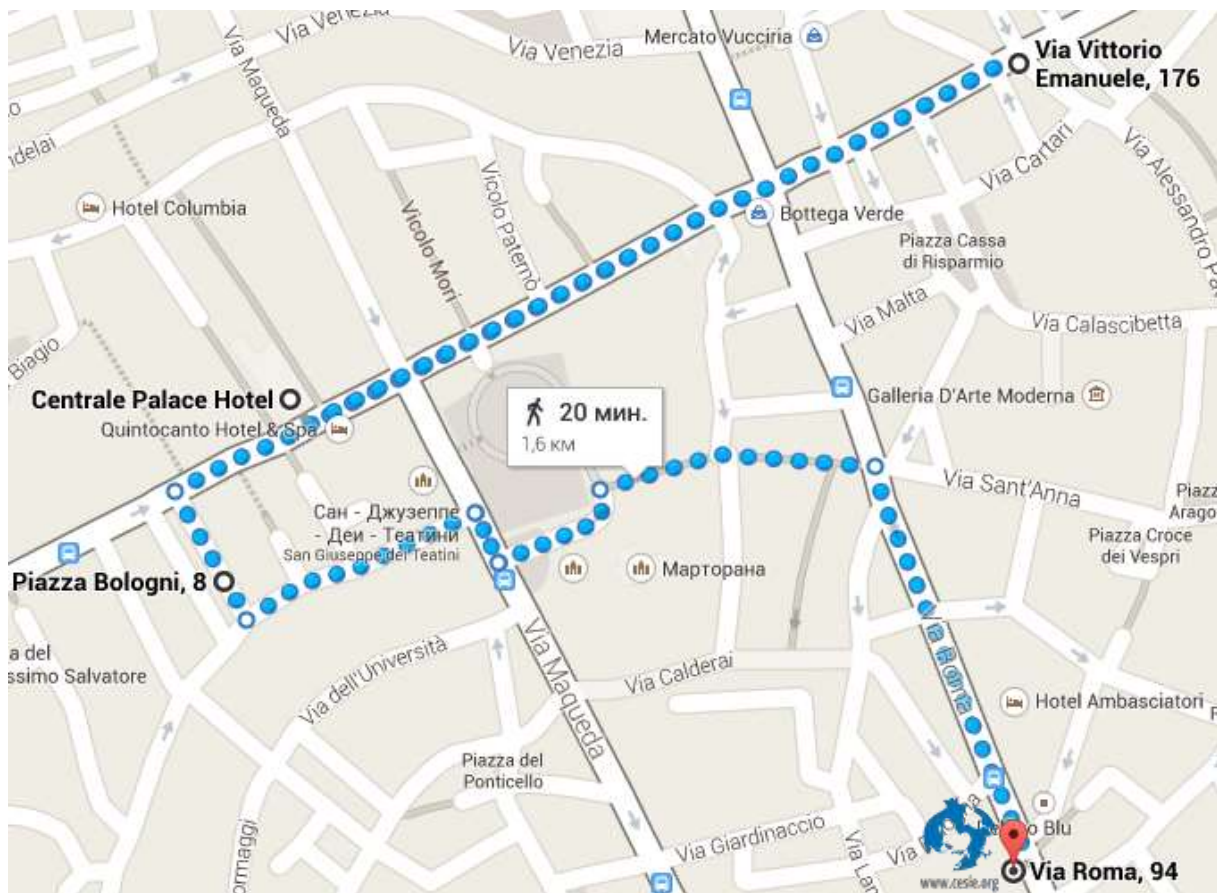 Via Venezia
Via Maqueda
Via Venezia
Mercato Vucciria
Via Vittorio
Emanuele, 176
Via Cartari
Via Alessandro
Hotel Columbia
Vicolo Mori
Vicolo Paternò
Bottega Verde
Piazza Cassa
di Risparmio
Via Malta
Via Calascibetta
Biagio
Centrale Palace Hotel
Quintocanto Hotel & Spa
20 мин.
1,6 км
Galleria D'Arte Moderna
Via Sant'Anna
Сан - Джузеппе
- Деи - Театини
San Giuseppe dei Teatini
Piazza Croce
dei Vespri
Piazza Bologni, 8
Марторана
Via Roma
a del
ssimo Salvatore
Via dell'Università
Via Maqueda
Via Calderai
Hotel Ambasciatori
Piazza del
Ponticello
Via Giardinaccio
Blu
Via Roma, 94
www.cesie.org